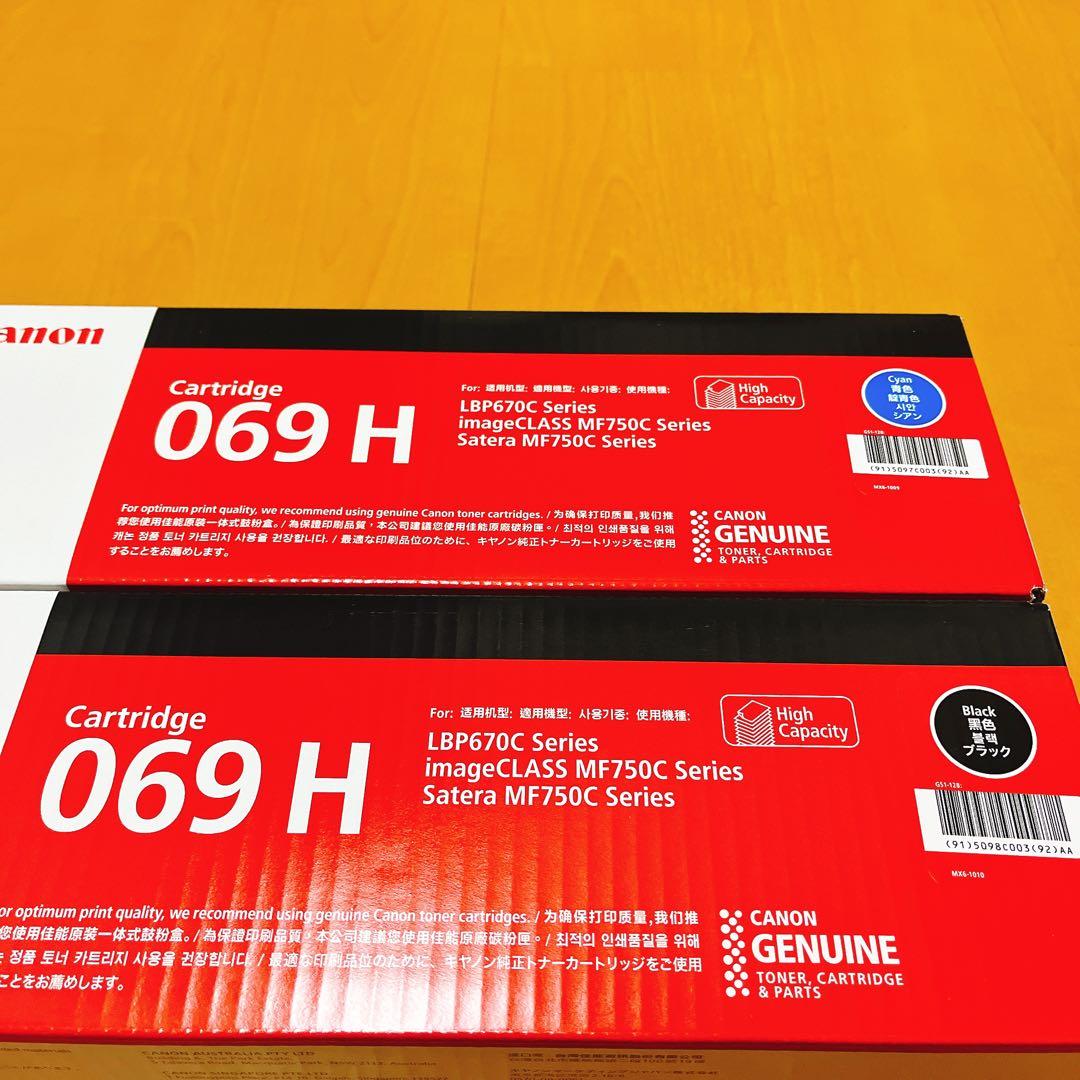 anon
Cartridge
069 H
For: 适用机型: 適用機型: 사용기종: 使用機種:
LBP670C Series
imageCLASS MF750C Series
Satera MF750C Series
High
Capacity
Cyan
青色
靛青色
시안
シアン
G51-128:
(91)5097C003(92)AA
MX6-1009
For optimum print quality, we recommend using genuine Canon toner cartridges. / 为确保打印质量,我们推
荐您使用佳能原装一体式鼓粉盒。/ 為保證印刷品質，本公司建議您使用佳能原廠碳粉匣。/ 최적의 인쇄품질을 위해
캐논 정품 토너 카트리지 사용을 권장합니다. / 最適な印刷品位のために、キヤノン純正トナーカートリッジをご使用
することをお薦めします。
CANON
GENUINE
TONER, CARTRIDGE
& PARTS
Cartridge
069 H
For: 适用机型: 適用機型: 사용기종: 使用機種:
LBP670C Series
imageCLASS MF750C Series
Satera MF750C Series
High
Capacity
Black
黑色
블랙
ブラック
G51-128:
(91)5098C003(92)AA
MX6-1010
or optimum print quality, we recommend using genuine Canon toner cartridges. / 为确保打印质量,我们推
您使用佳能原装一体式鼓粉盒。/ 為保證印刷品質，本公司建議您使用佳能原廠碳粉匣。/ 최적의 인쇄품질을 위해
정품 토너 카트리지 사용을 권장합니다. / 最適な印刷品位のために、キヤノン純正トナーカートリッジをご使用
ことをお薦めします。
CANON
GENUINE
TONER, CARTRIDGE
& PARTS
CANON AUSTRALIA PTY LTD
CANON SINGAPORE PTE LTD